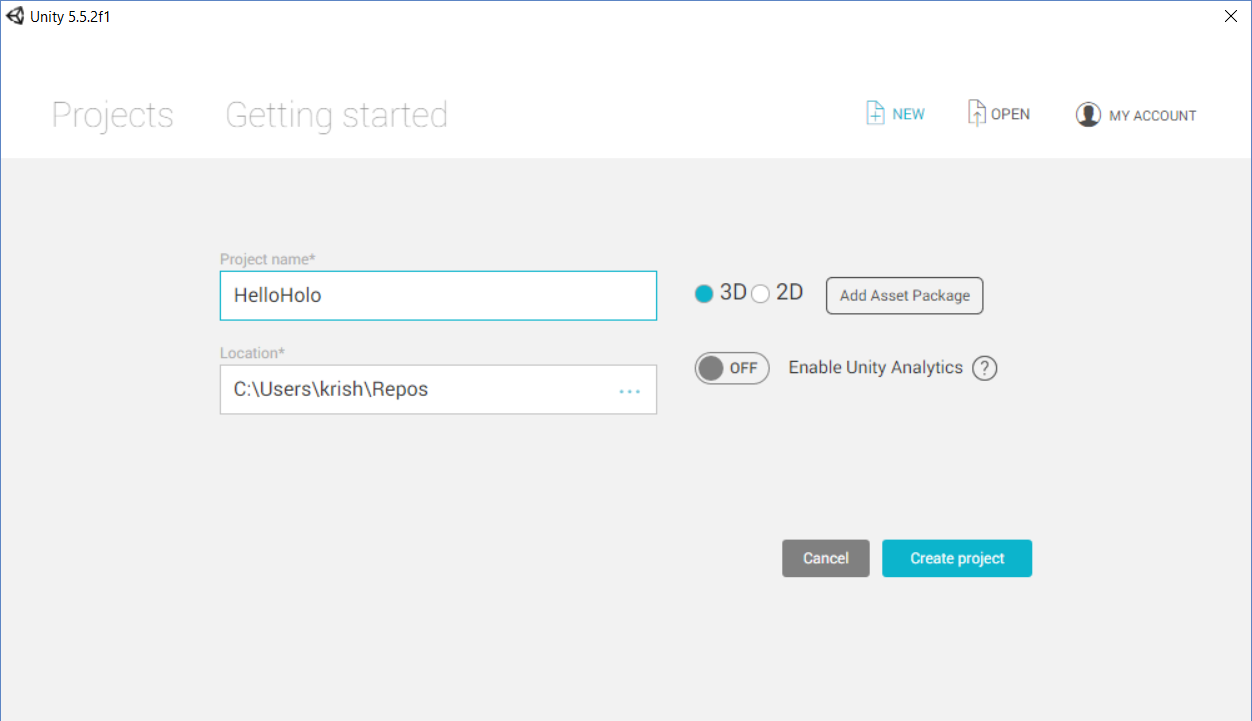 Unity 5.5.2f1
Projects Getting started NEW OPEN MY ACCOUNT
Project name*
HelloHolo
3D 2D Add Asset Package
Location*
C:\Users\krish\Repos ...
OFF Enable Unity Analytics ?
Cancel Create project